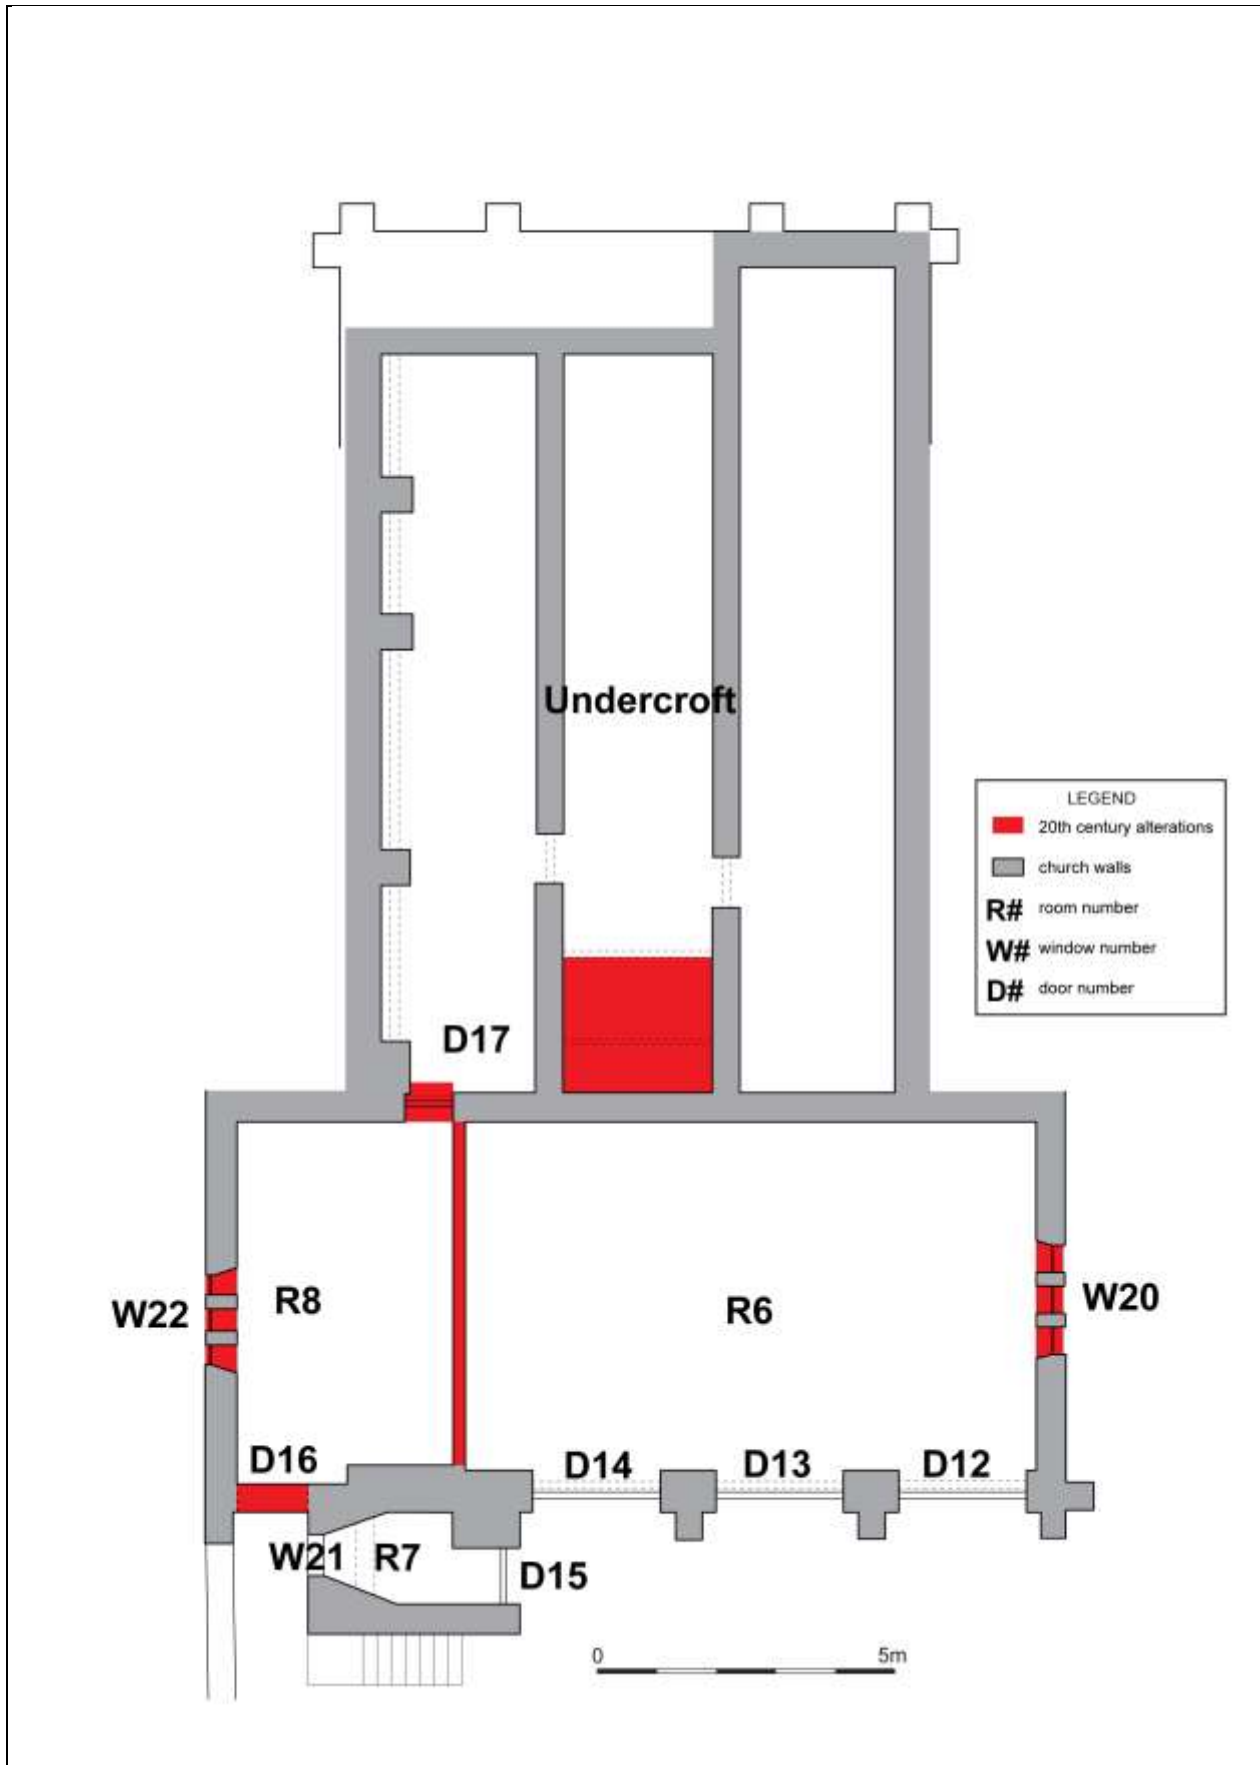 Undercroft
LEGEND
20th century alterations
church walls
R# room number
W# window number
D# door number
D17
W22
R8
R6
W20
D16
D14
D13
D12
W21
R7
D15
0 5m